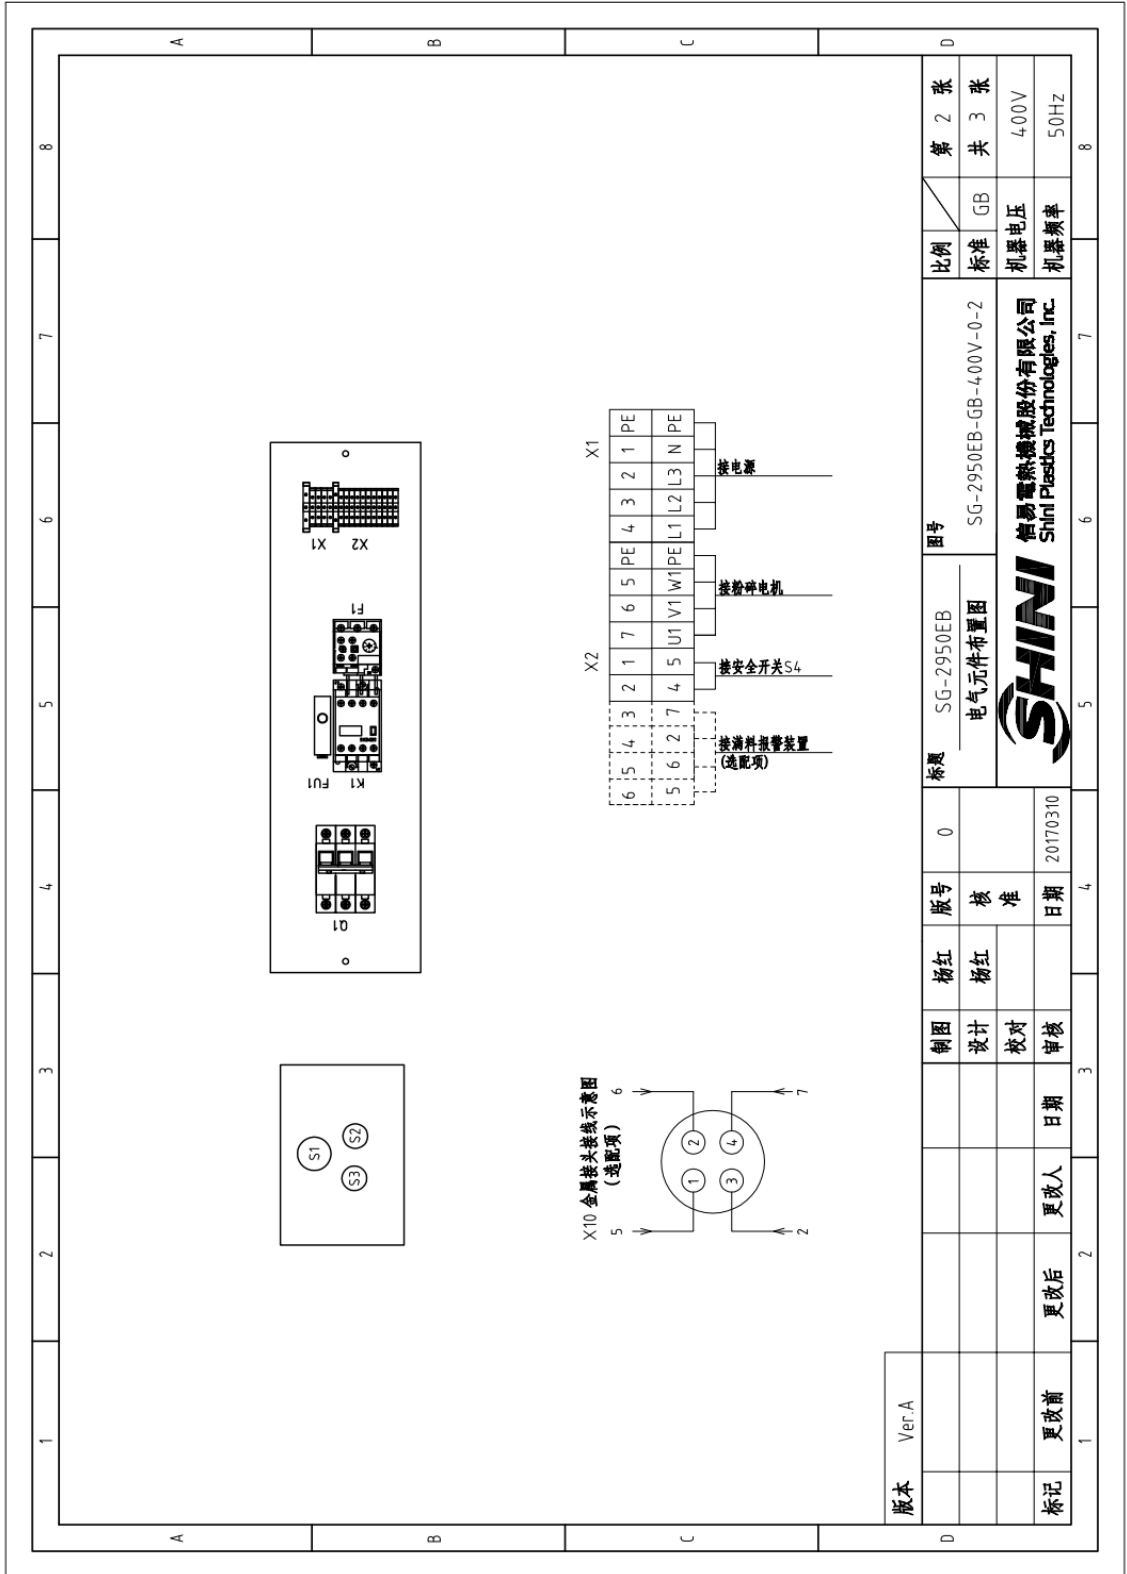 1 2 3 4 5 6 7 8
A
B
C
D
A
B
C
D
S1
S3 S2
Q1
FU1
K1
F1
X1
X2
X10 金属接头接线示意图
(选配项)
5 6
1 2
3 4
2 7
X2 X1
6 5 4 3 2 1 7 6 5 PE 4 3 2 1 PE
5 6 2 7 4 5 U1 V1 W1 PE L1 L2 L3 N PE
接满料报警装置
(选配项)
接安全开关S4
接粉碎电机
接电源
版本 Ver.A
标记 更改前 更改后 更改人 日期
制图 杨红
设计 杨红
校对
审核
版号 0
核
准
日期 20170310
标题 SG-2950EB
电气元件布置图
图号
SG-2950EB-GB-400V-0-2
SHINI 信易電熱機械股份有限公司
Shini Plastics Technologies, Inc.
比例 第 2 张
标准 GB 共 3 张
机器电压 400V
机器频率 50Hz
1 2 3 4 5 6 7 8